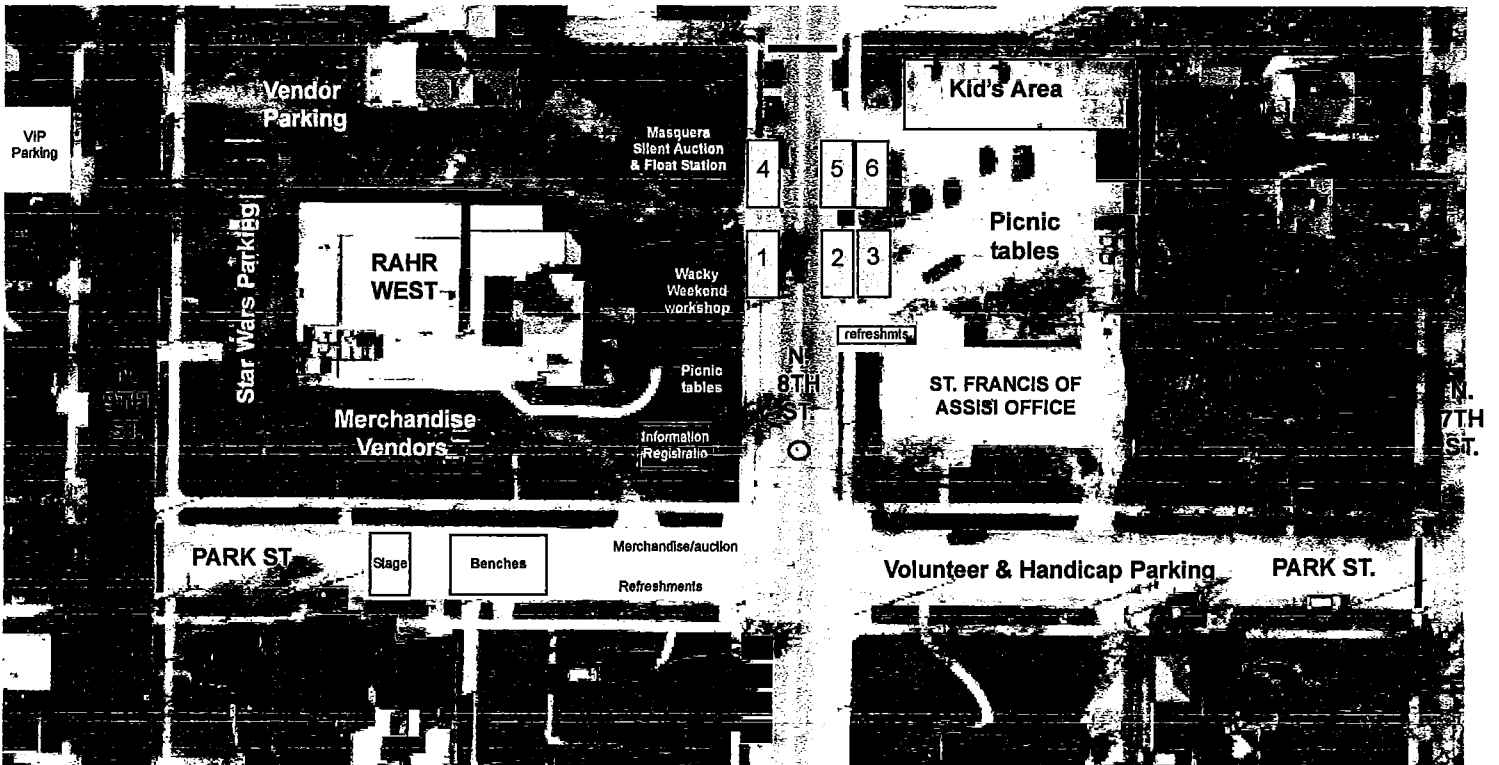 Vendor
Parking
Kid's Area
VIP
Parking
Masquera
Silent Auction
& Float Station
4
5
6
Star Wars Parking
Picnic
tables
RAHR
WEST
1
2
3
Wacky
Weekend
workshop
refreshmts
N.
8TH
ST.
Picnic
tables
ST. FRANCIS OF
ASSISI OFFICE
9TH
N.
7TH
ST.
Merchandise
Vendors
Information
Registratio
PARK ST.
Stage
Benches
Merchandise/auction
Refreshments
Volunteer & Handicap Parking
PARK ST.